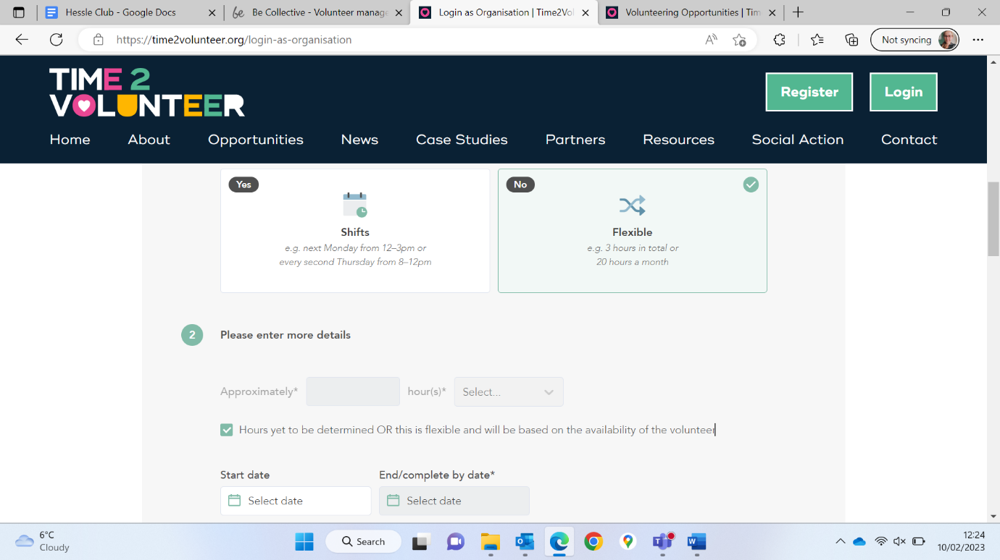 Hessle Club - Google Docs
be Be Collective - Volunteer manage
Login as Organisation | Time2Vol
Volunteering Opportunities | Tim
https://time2volunteer.org/login-as-organisation
Not syncing
TIME 2
VOLUNTEER
Register
Login
Home
About
Opportunities
News
Case Studies
Partners
Resources
Social Action
Contact
Yes
Shifts
e.g. next Monday from 12–3pm or
every second Thursday from 8–12pm
No
Flexible
e.g. 3 hours in total or
20 hours a month
2 Please enter more details
Approximately* hour(s)* Select...
Hours yet to be determined OR this is flexible and will be based on the availability of the volunteer
Start date
End/complete by date*
Select date
Select date
6°C
Cloudy
Search
12:24
10/02/2023